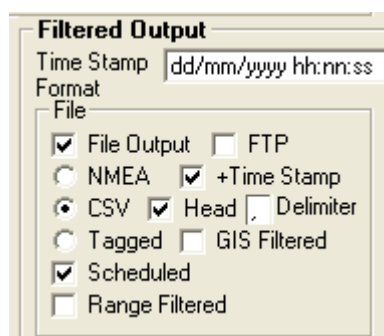 Filtered Output
Time Stamp Format dd/mm/yyyy hh:nn:ss
File
File Output FTP
NMEA +Time Stamp
CSV Head , Delimiter
Tagged GIS Filtered
Scheduled
Range Filtered